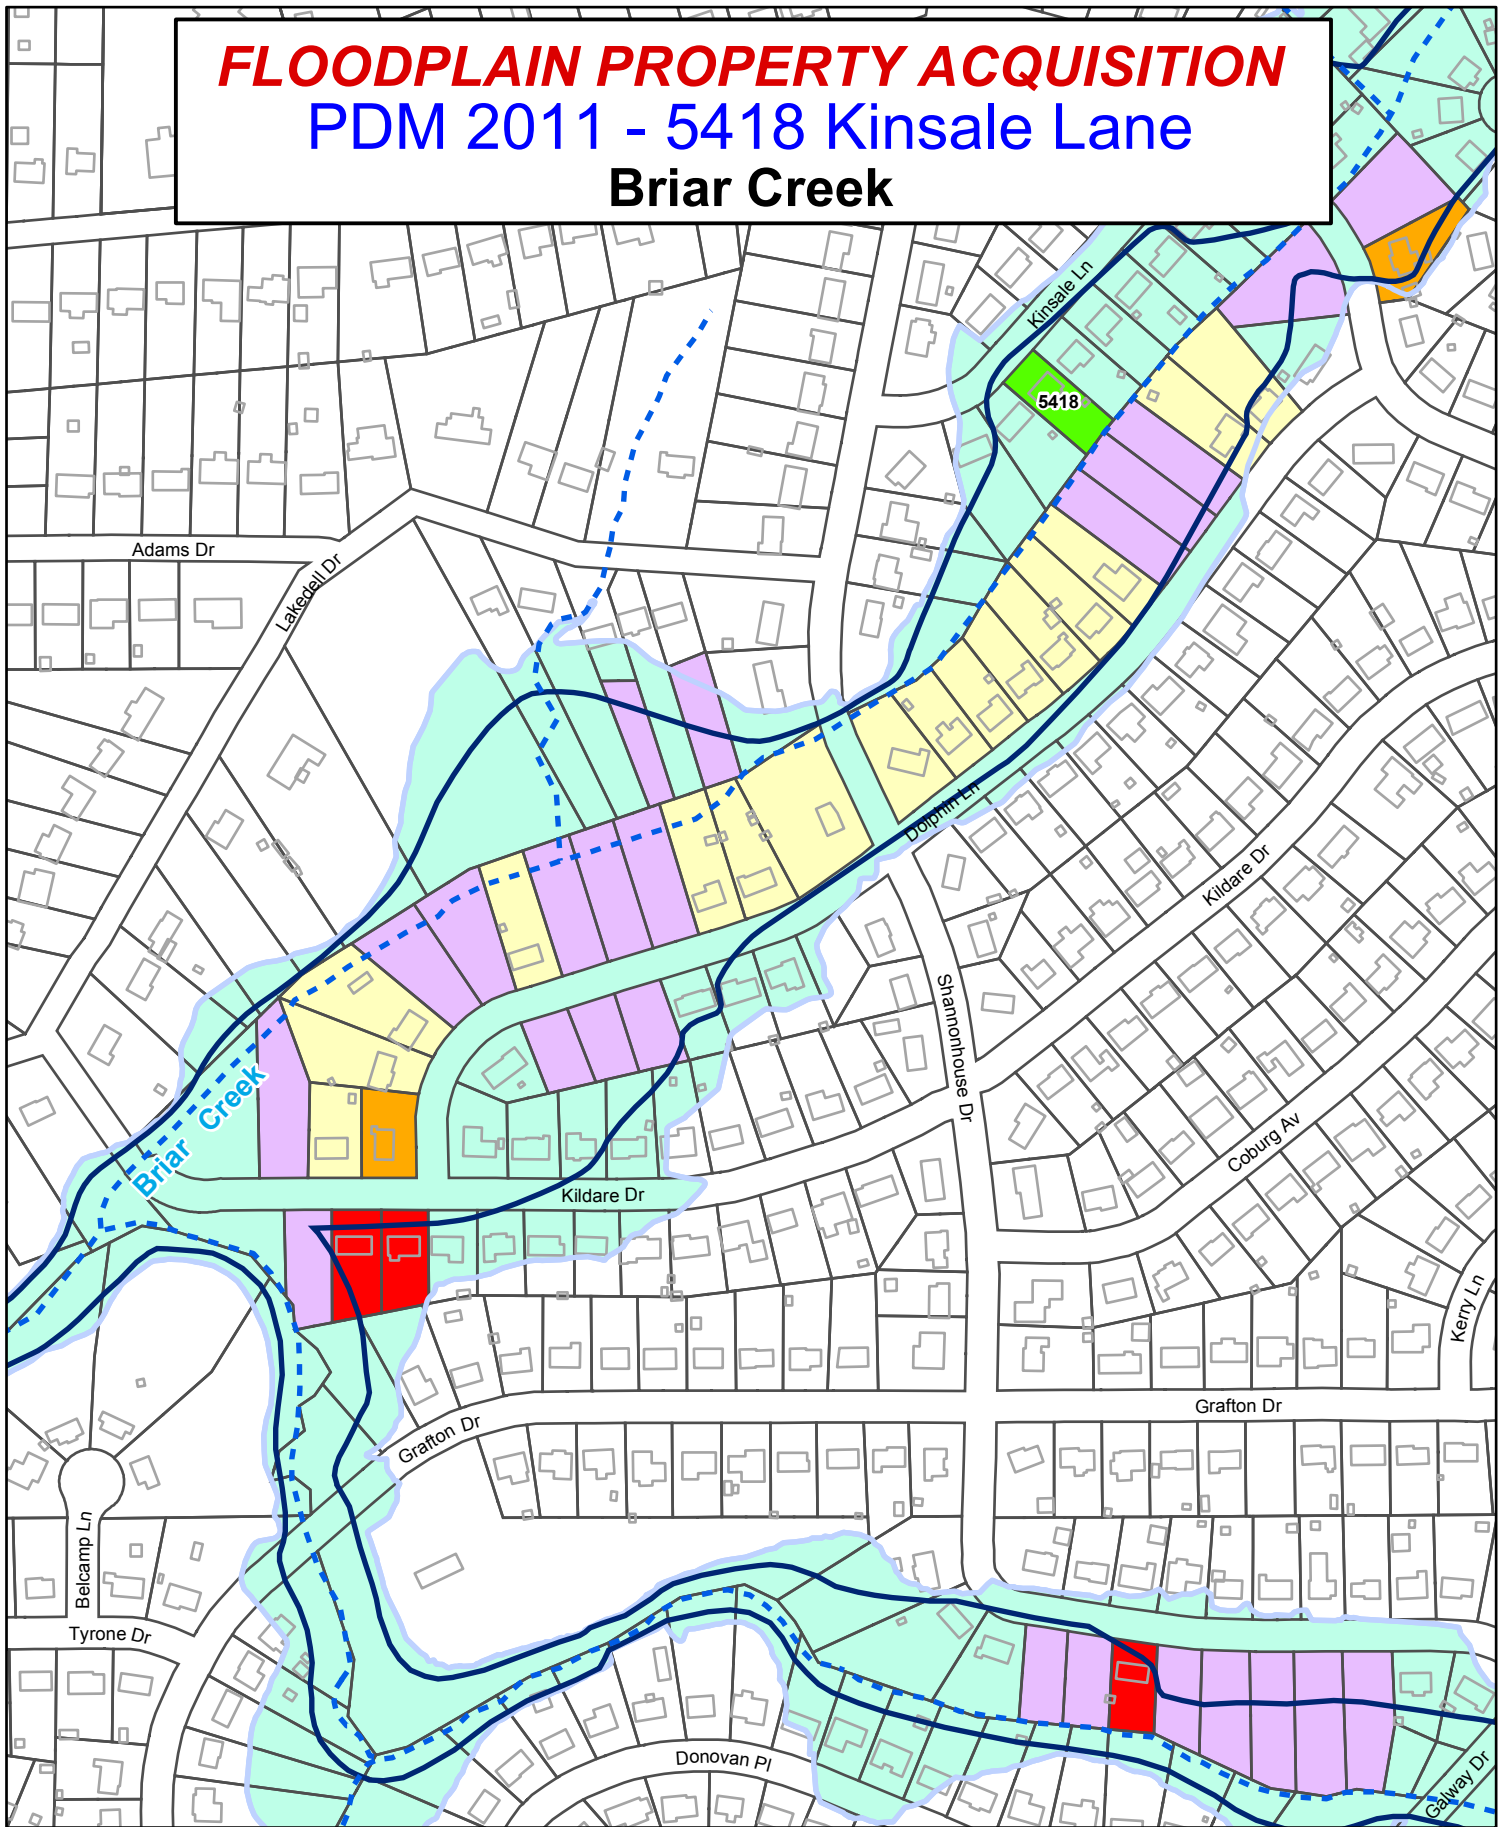 FLOODPLAIN PROPERTY ACQUISITION
PDM 2011 - 5418 Kinsale Lane
Briar Creek
Kinsale Ln
5418
Adams Dr
Lakedell Dr
Dolphin Ln
Kildare Dr
Shannonhouse Dr
Briar Creek
Coburg Av
Kildare Dr
Kerry Ln
Grafton Dr
Grafton Dr
Belcamp Ln
Tyrone Dr
Donovan Pl
Galway Dr